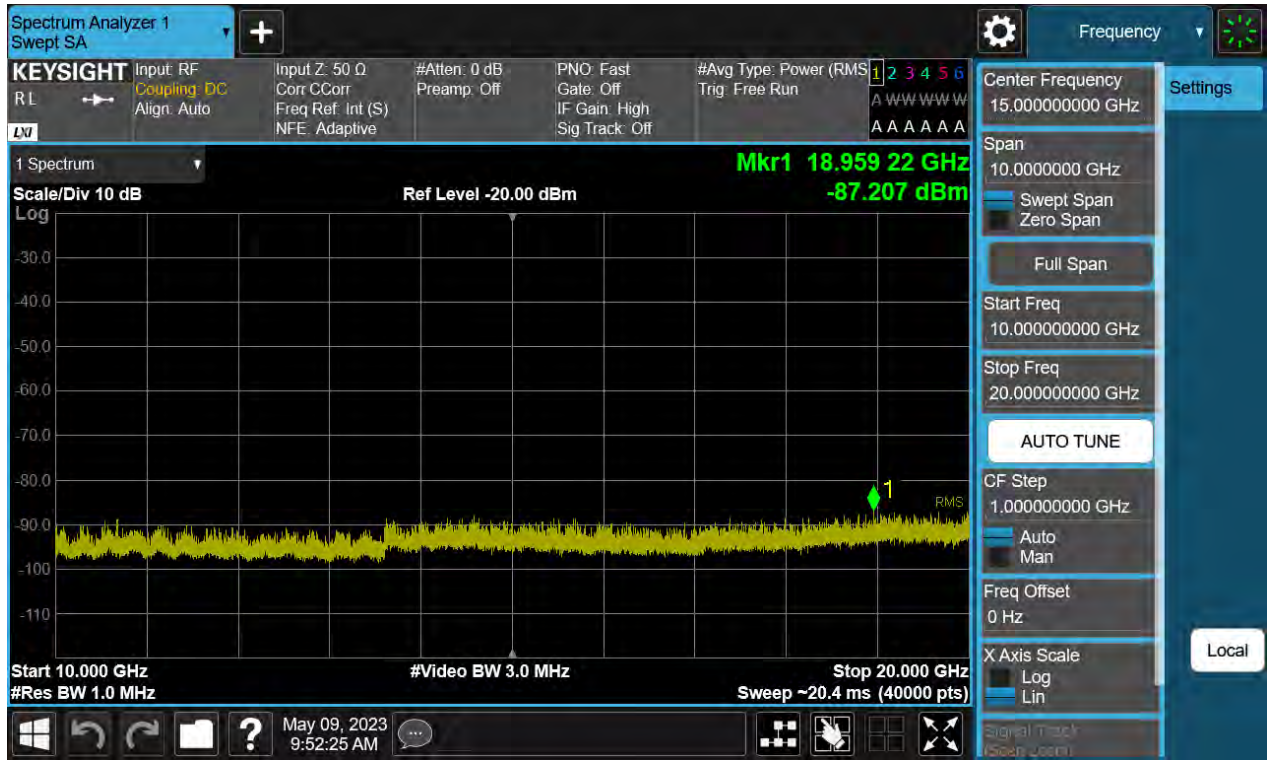 Spectrum Analyzer 1
Swept SA
+
Frequency
KEYSIGHT
RL
LXI
Input: RF
Coupling: DC
Align: Auto
Input Z: 50 Ω
Corr CCorr
Freq Ref: Int (S)
NFE: Adaptive
#Atten: 0 dB
Preamp: Off
PNO: Fast
Gate: Off
IF Gain: High
Sig Track: Off
#Avg Type: Power (RMS
Trig: Free Run
1 2 3 4 5 6
A W W W W W
A A A A A A
1 Spectrum
Mkr1 18.959 22 GHz
Scale/Div 10 dB
Ref Level -20.00 dBm
-87.207 dBm
Log
-30.0
-40.0
-50.0
-60.0
-70.0
-80.0
-90.0
-100
-110
1
RMS
Start 10.000 GHz
#Video BW 3.0 MHz
Stop 20.000 GHz
#Res BW 1.0 MHz
Sweep ~20.4 ms (40000 pts)
?
May 09, 2023
9:52:25 AM
Center Frequency
15.000000000 GHz
Settings
Span
10.0000000 GHz
Swept Span
Zero Span
Full Span
Start Freq
10.000000000 GHz
Stop Freq
20.000000000 GHz
AUTO TUNE
CF Step
1.000000000 GHz
Auto
Man
Freq Offset
0 Hz
X Axis Scale
Log
Lin
Local
Signal Track